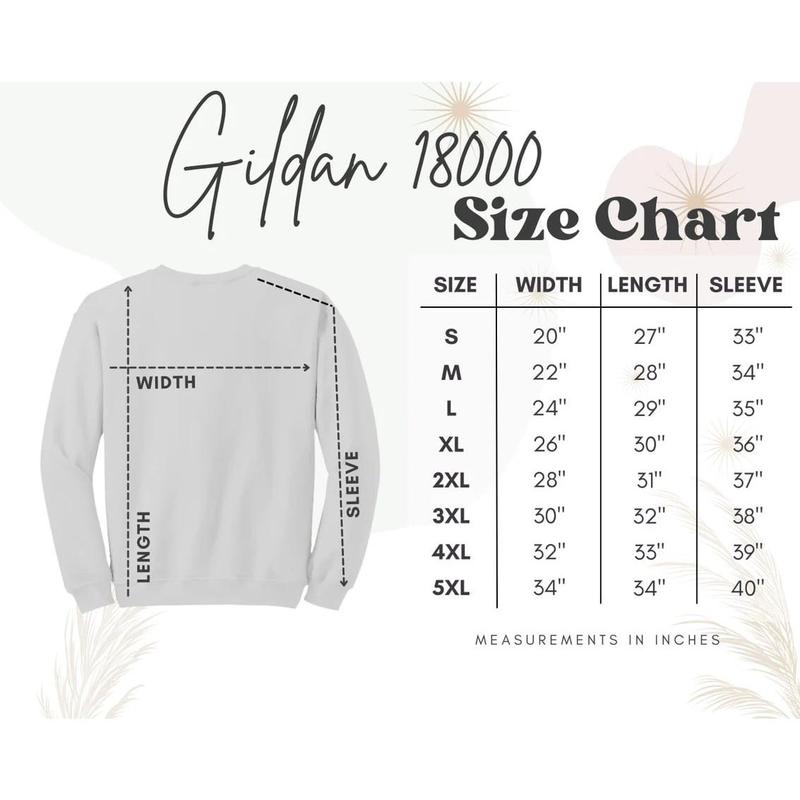 Gildan 18000
Size Chart
SIZE WIDTH LENGTH SLEEVE
S 20" 27" 33"
M 22" 28" 34"
L 24" 29" 35"
XL 26" 30" 36"
2XL 28" 31" 37"
3XL 30" 32" 38"
4XL 32" 33" 39"
5XL 34" 34" 40"
MEASUREMENTS IN INCHES
WIDTH
LENGTH
SLEEVE